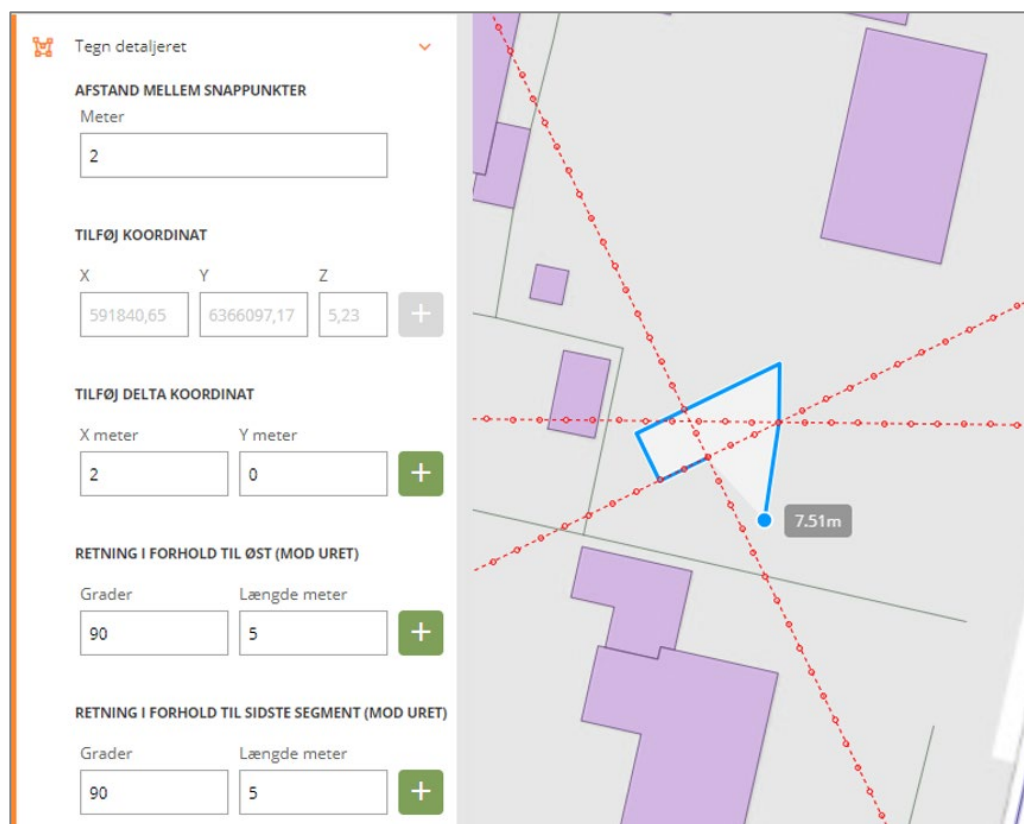 Tegn detaljeret
AFSTAND MELLEM SNAPPUNKTER
Meter
2
TILFØJ KOORDINAT
X Y Z
591840,65 6366097,17 5,23 +
TILFØJ DELTA KOORDINAT
X meter Y meter
2 0 +
RETNING I FORHOLD TIL ØST (MOD URET)
Grader Længde meter
90 5 +
RETNING I FORHOLD TIL SIDSTE SEGMENT (MOD URET)
Grader Længde meter
90 5 +
7.51m